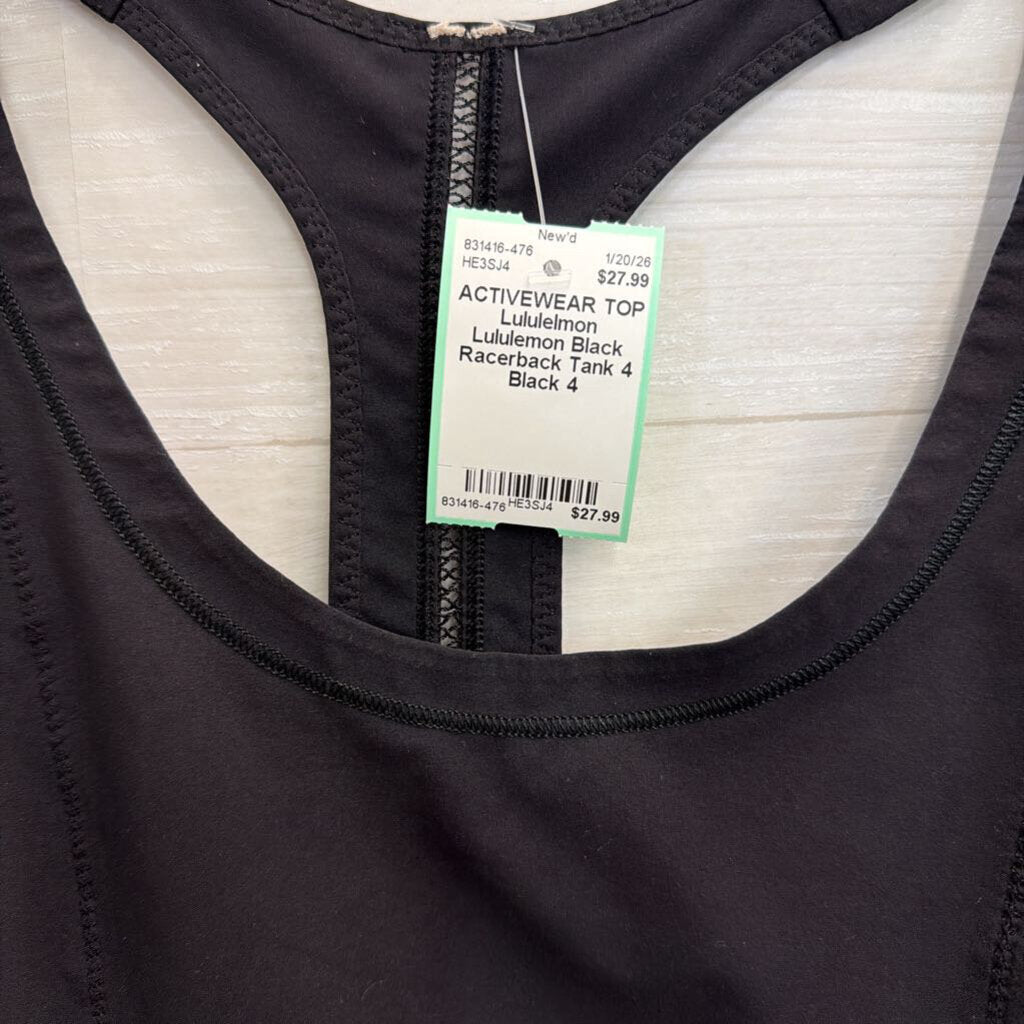 New'd
831416-476 1/20/26
HE3SJ4 $27.99
ACTIVEWEAR TOP
Lululelmon
Lululemon Black
Racerback Tank 4
Black 4
831416-476 HE3SJ4 $27.99